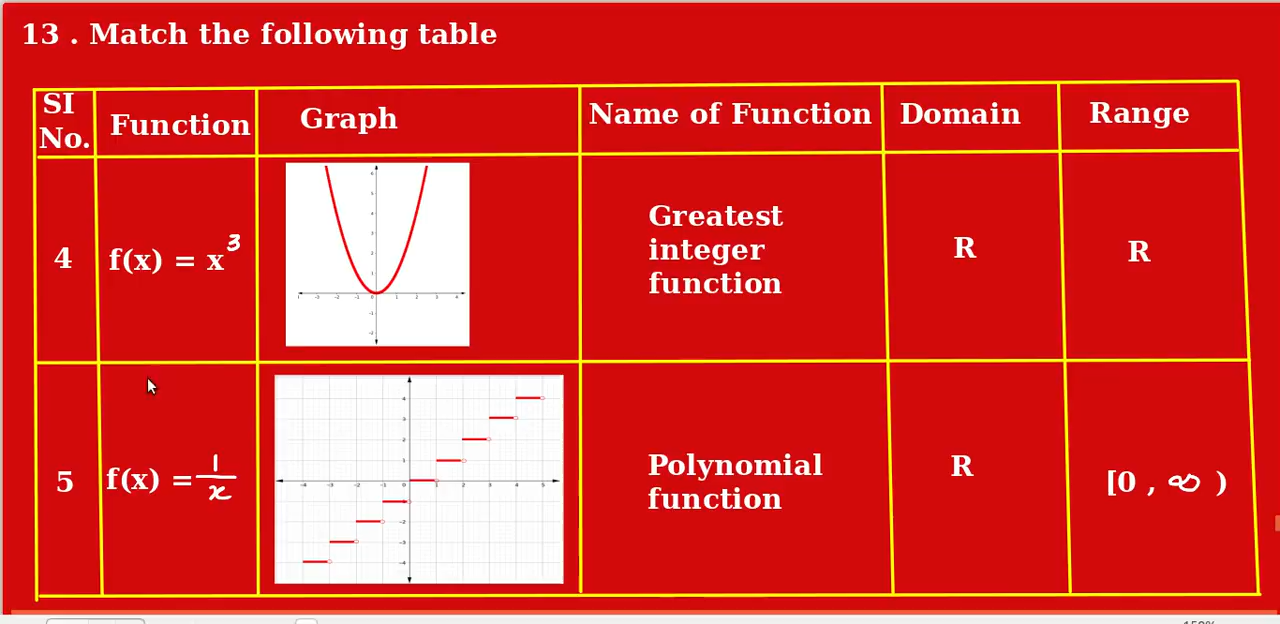 13 . Match the following table
SI No. Function Graph Name of Function Domain Range
4 f(x) = x³ Greatest integer function R R
5 f(x) = 1/x Polynomial function R [0 , ∞ )